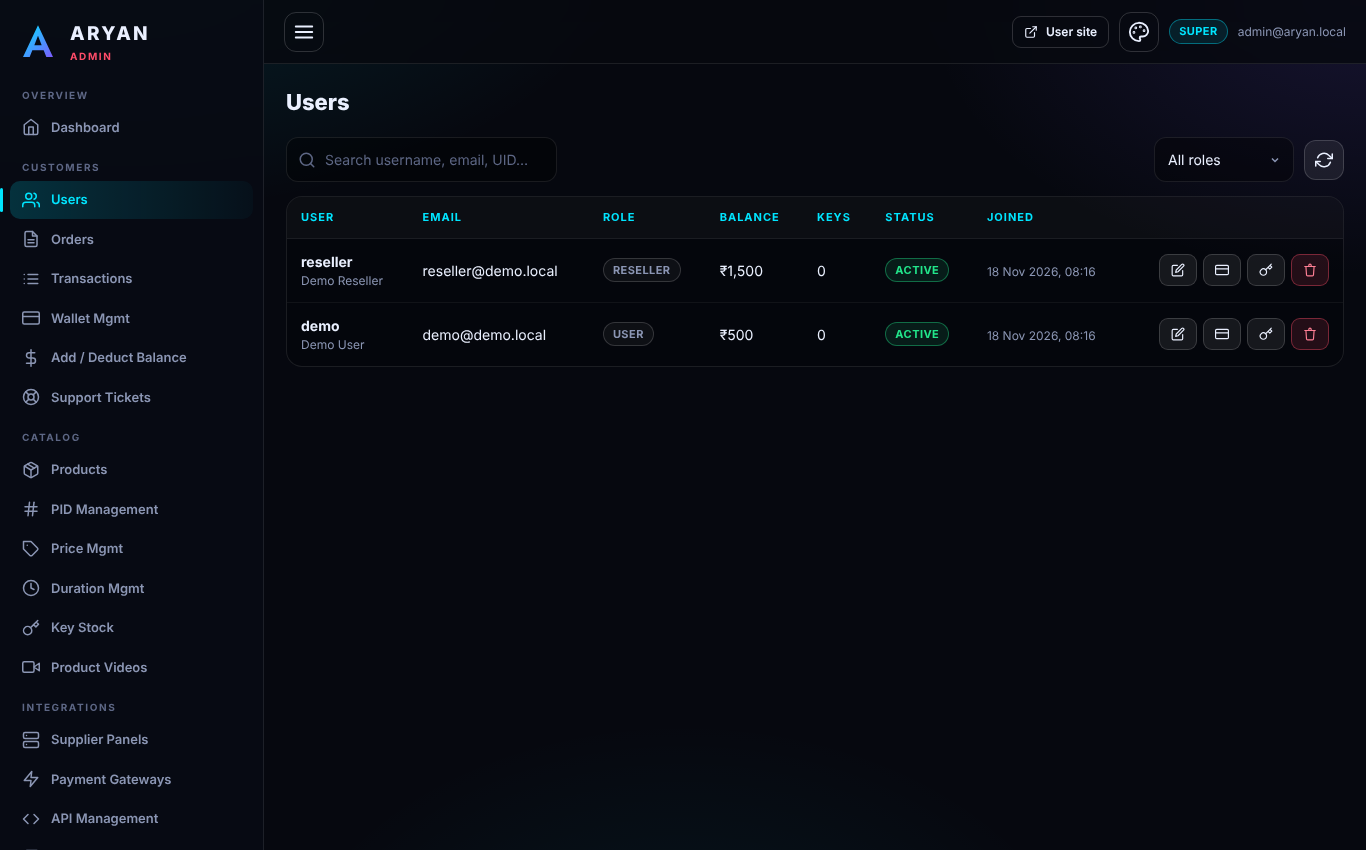 ARYAN
ADMIN
OVERVIEW
Dashboard
CUSTOMERS
Users
Orders
Transactions
Wallet Mgmt
Add / Deduct Balance
Support Tickets
CATALOG
Products
PID Management
Price Mgmt
Duration Mgmt
Key Stock
Product Videos
INTEGRATIONS
Supplier Panels
Payment Gateways
API Management
User site
SUPER
admin@aryan.local
Users
Search username, email, UID...
All roles
USER EMAIL ROLE BALANCE KEYS STATUS JOINED
reseller
Demo Reseller
reseller@demo.local RESELLER ₹1,500 0 ACTIVE 18 Nov 2026, 08:16
demo
Demo User
demo@demo.local USER ₹500 0 ACTIVE 18 Nov 2026, 08:16